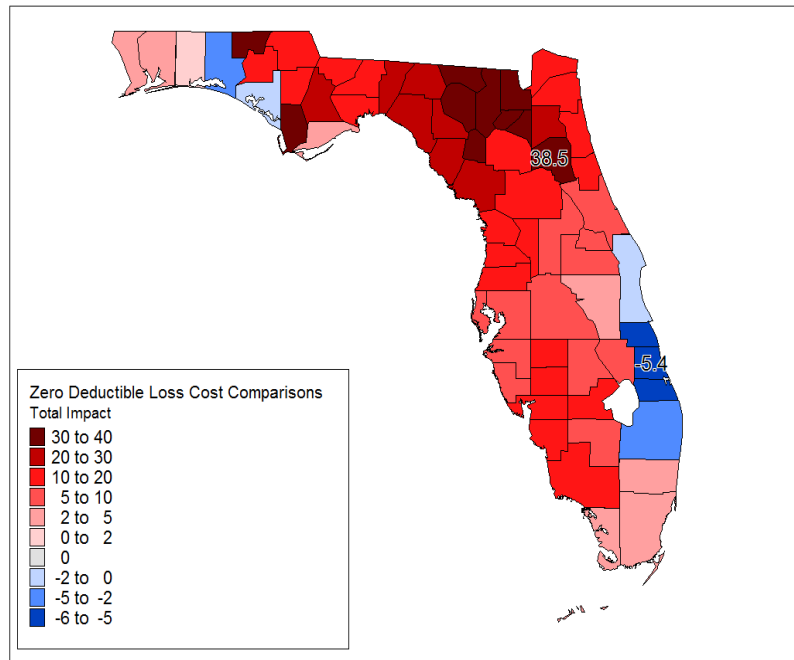 38.5
-5.4
Zero Deductible Loss Cost Comparisons
Total Impact
30 to 40
20 to 30
10 to 20
5 to 10
2 to 5
0 to 2
0
-2 to 0
-5 to -2
-6 to -5